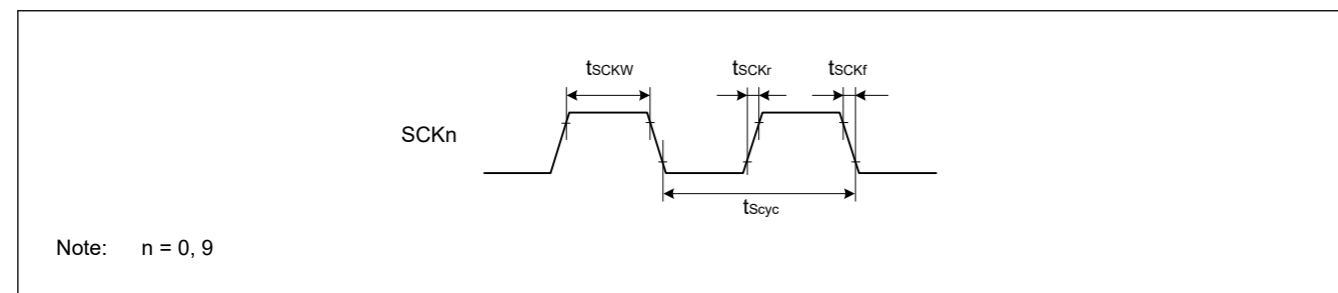 tSCKW tSCKr tSCKf
SCKn
tScyc
Note: n = 0, 9